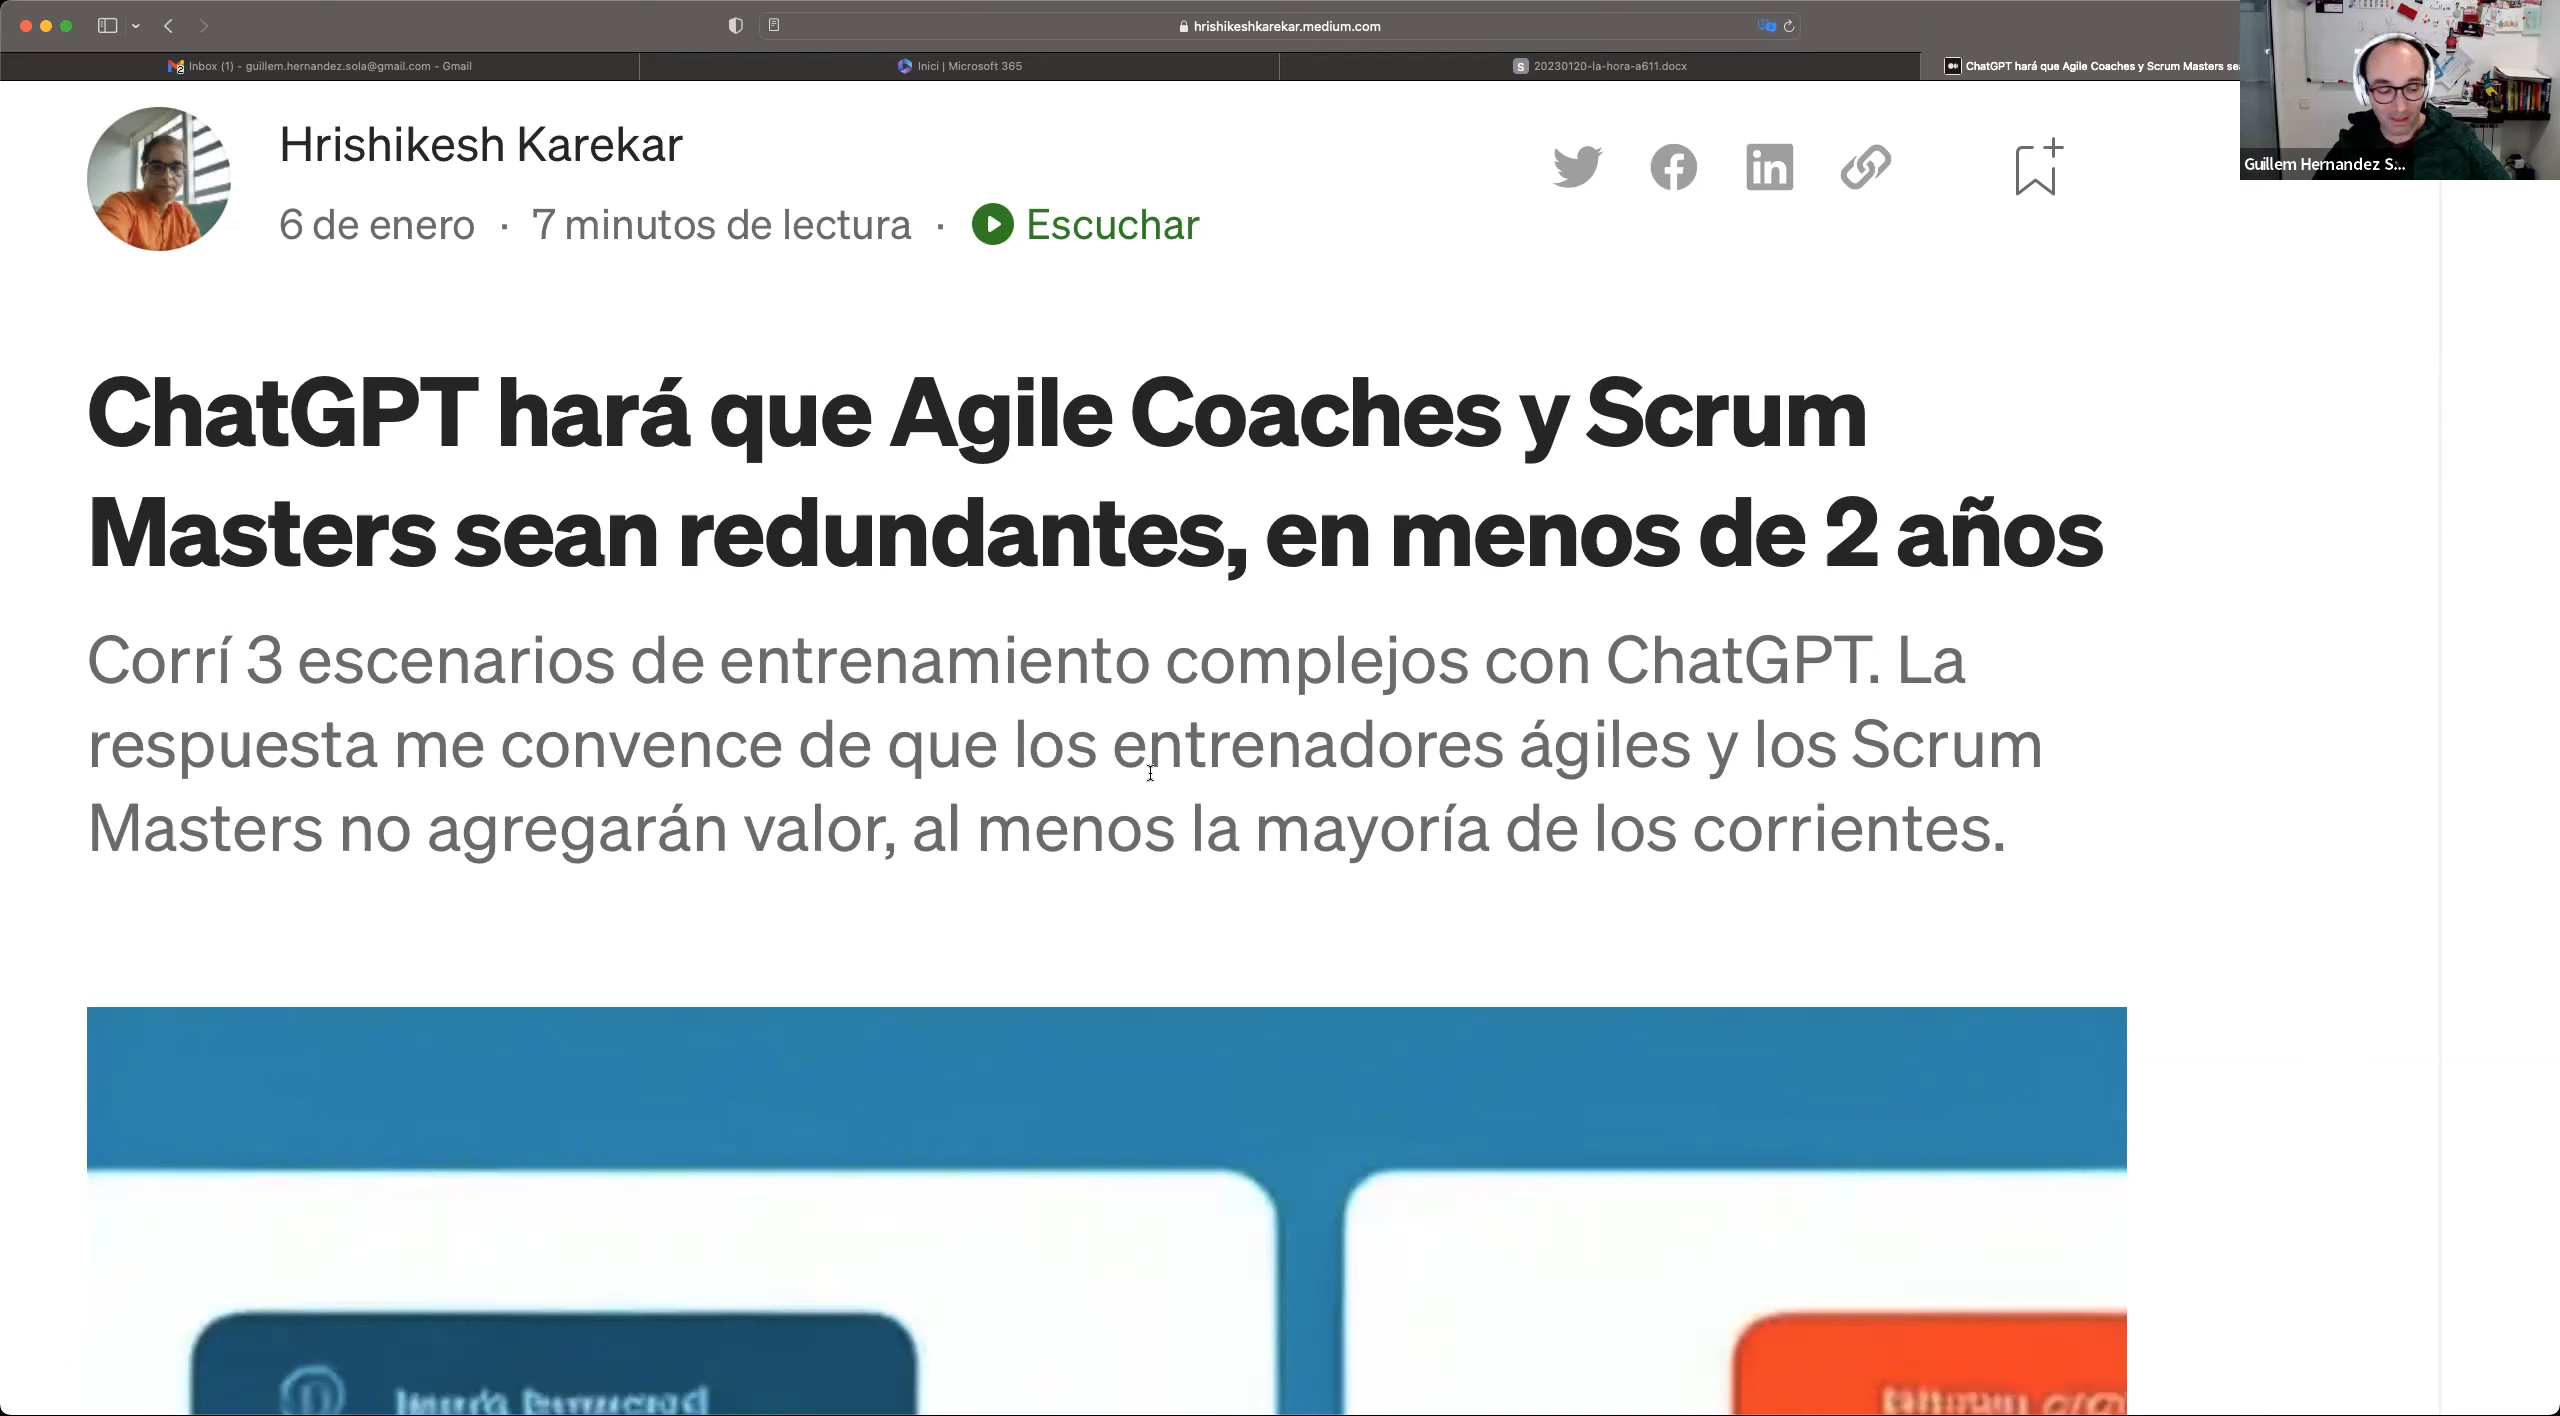 hrishikeshkarekar.medium.com
Inbox (1) - guillem.hernandez.sola@gmail.com - Gmail
Inici | Microsoft 365
S 20230120-la-hora-a611.docx
ChatGPT hará que Agile Coaches y Scrum Masters sea
Guillem Hernandez S...
Hrishikesh Karekar
6 de enero · 7 minutos de lectura · Escuchar
ChatGPT hará que Agile Coaches y Scrum
Masters sean redundantes, en menos de 2 años
Corrí 3 escenarios de entrenamiento complejos con ChatGPT. La
respuesta me convence de que los entrenadores ágiles y los Scrum
Masters no agregarán valor, al menos la mayoría de los corrientes.